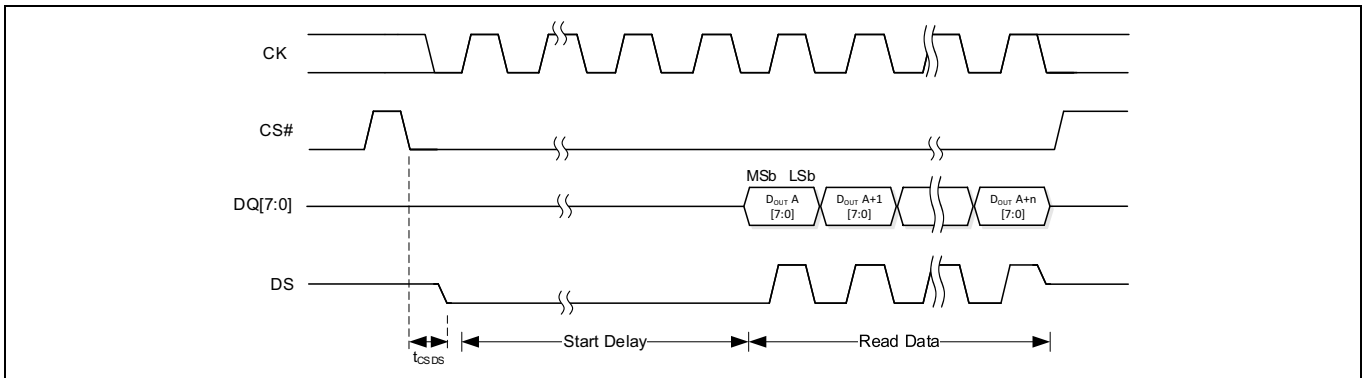 CK
CS#
MSb LSb
DQ[7:0]
DOUT A
[7:0]
DOUT A+1
[7:0]
DOUT A+n
[7:0]
DS
Start Delay
Read Data
tCSDS